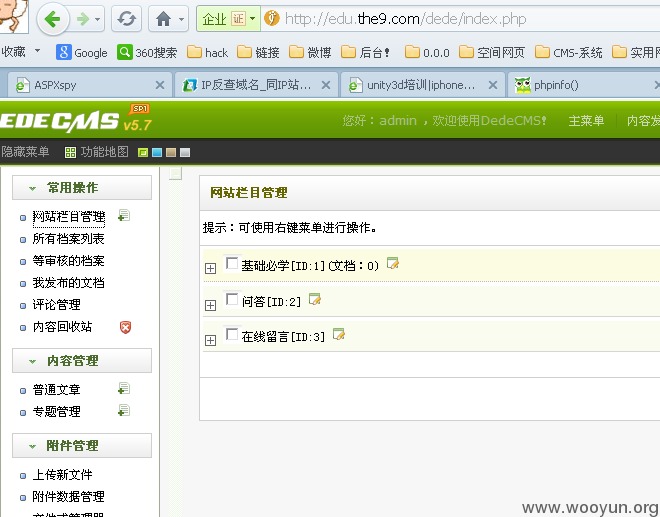 企业 证 http://edu.the9.com/dede/index.php
收藏 Google 360搜索 hack 链接 微博 后台! 0.0.0 空间网页 CMS-系统 实用网
ASPXspy IP反查域名_同IP站... unity3d培训|iphone... phpinfo()
EDECMS v5.7 SP1 您好：admin ，欢迎使用DedeCMS！ 主菜单 内容发
隐藏菜单 功能地图
常用操作
网站栏目管理
所有档案列表
等审核的档案
我发布的文档
评论管理
内容回收站
内容管理
普通文章
专题管理
附件管理
上传新文件
附件数据管理
文件式管理器
网站栏目管理
提示：可使用右键菜单进行操作。
基础必学[ID:1](文档：0)
问答[ID:2]
在线留言[ID:3]
www.wooyun.org